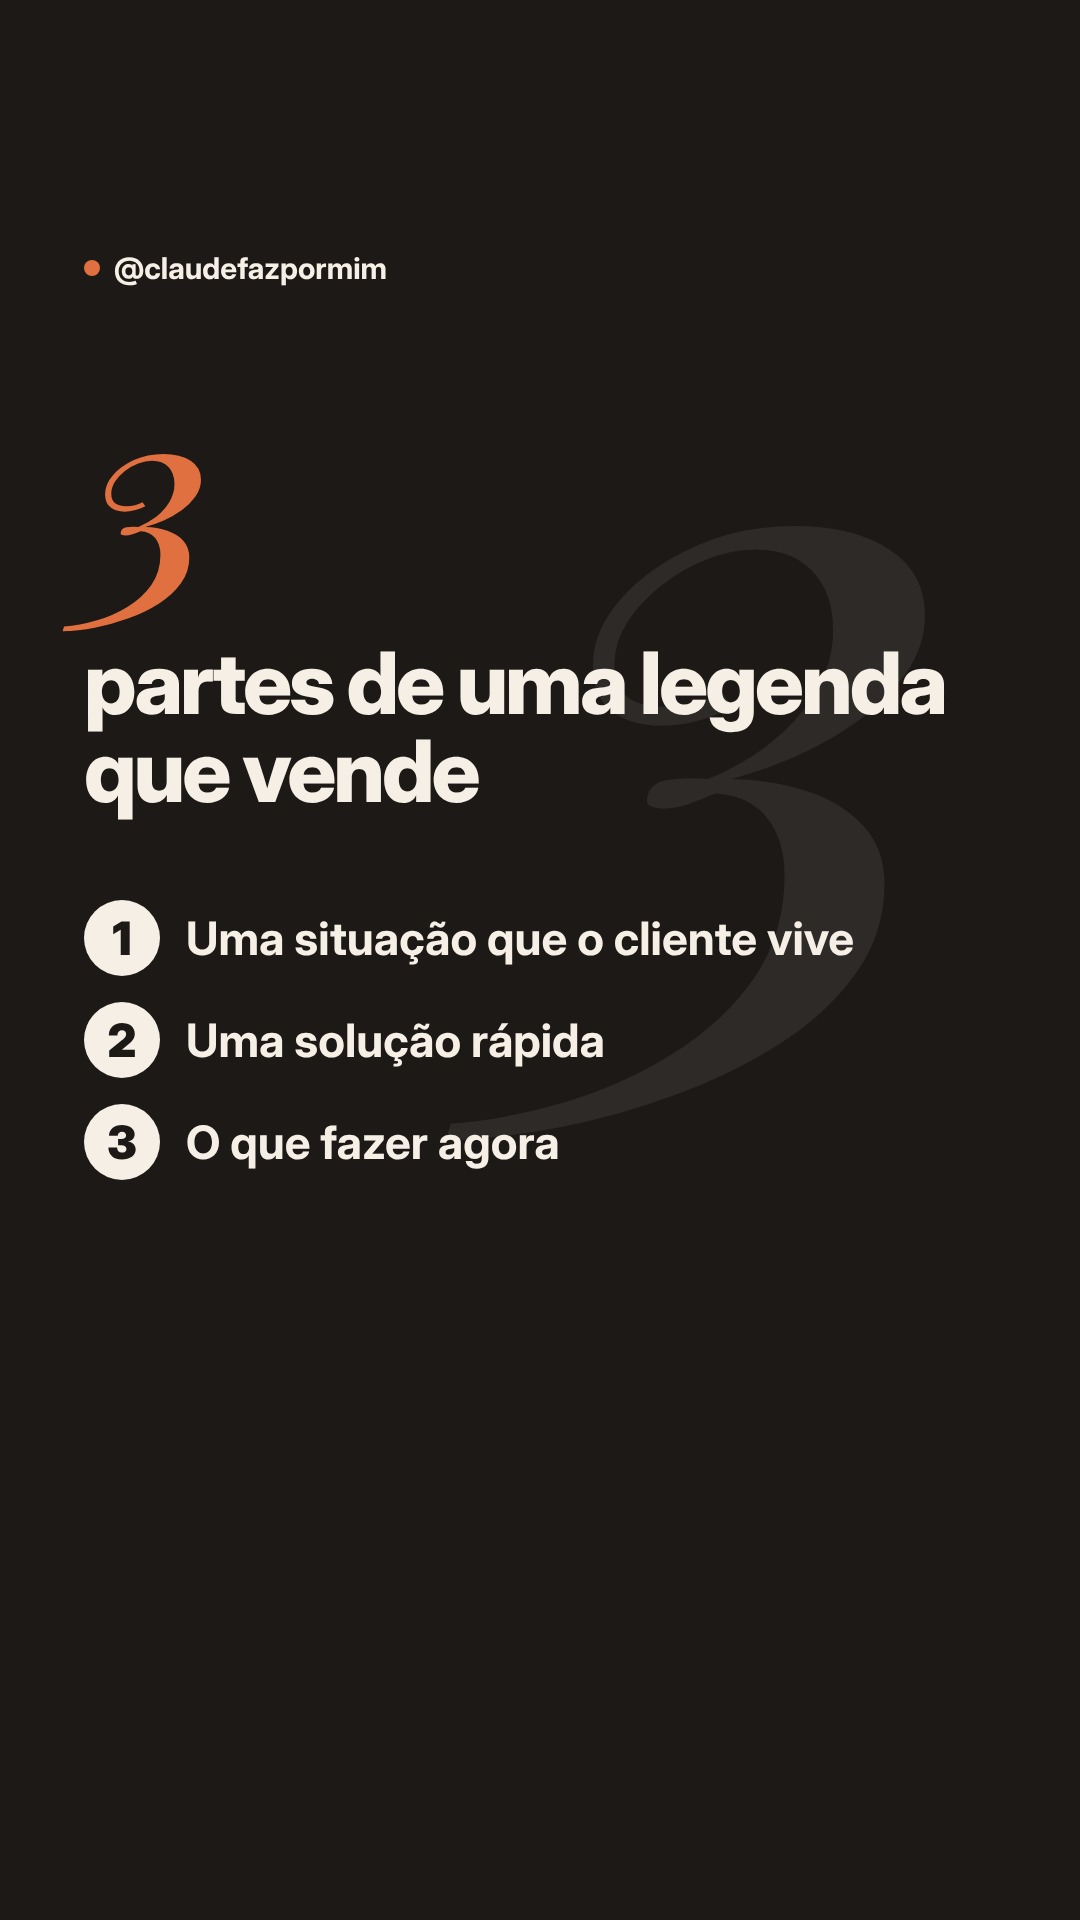 @claudefazpormim
3
partes de uma legenda
que vende
1 Uma situação que o cliente vive
2 Uma solução rápida
3 O que fazer agora
3